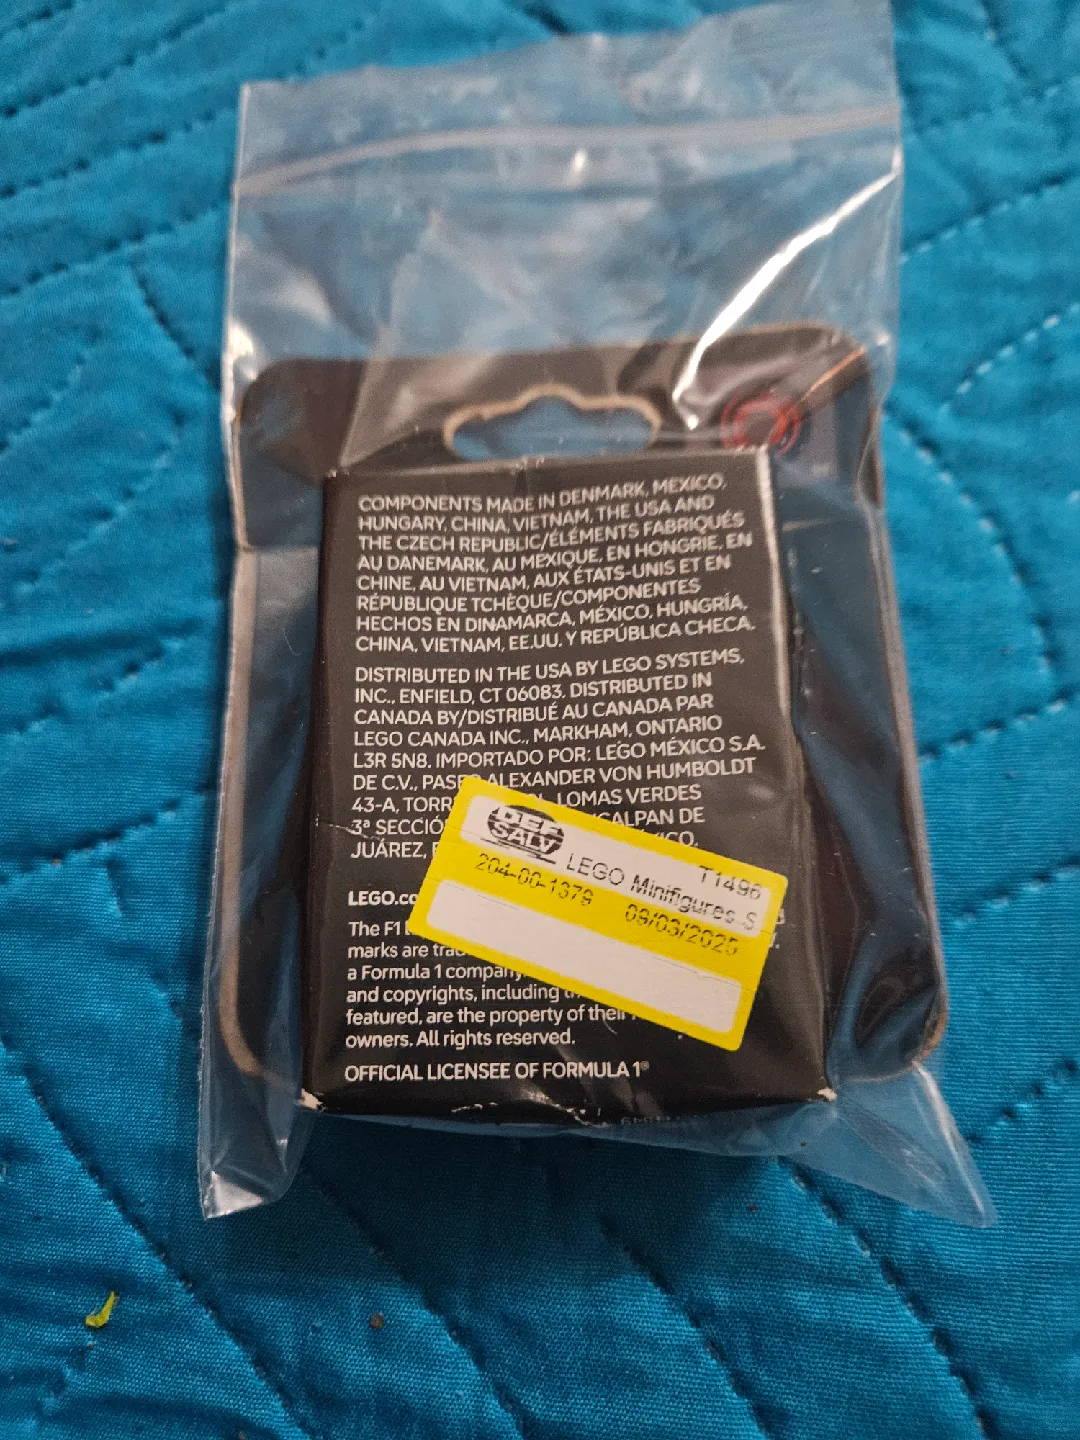 COMPONENTS MADE IN DENMARK, MEXICO,
HUNGARY, CHINA, VIETNAM, THE USA AND
THE CZECH REPUBLIC/ÉLÉMENTS FABRIQUÉS
AU DANEMARK, AU MEXIQUE, EN HONGRIE, EN
CHINE, AU VIETNAM, AUX ÉTATS-UNIS ET EN
RÉPUBLIQUE TCHÈQUE/COMPONENTES
HECHOS EN DINAMARCA, MÉXICO, HUNGRÍA,
CHINA, VIETNAM, EE.UU. Y REPÚBLICA CHECA.
DISTRIBUTED IN THE USA BY LEGO SYSTEMS,
INC., ENFIELD, CT 06083. DISTRIBUTED IN
CANADA BY/DISTRIBUÉ AU CANADA PAR
LEGO CANADA INC., MARKHAM, ONTARIO
L3R 5N8. IMPORTADO POR: LEGO MÉXICO S.A.
DE C.V., ALEXANDER VON HUMBOLDT
43-A, LOMAS VERDES
3ª
JUÁREZ,
DEF
SALV
LEGO Minifigures S
T1496
204-00-1379
09/03/2025
The F1
marks are
a Formula 1 company.
and copyrights, including
featured, are the property of their
owners. All rights reserved.
OFFICIAL LICENSEE OF FORMULA 1®